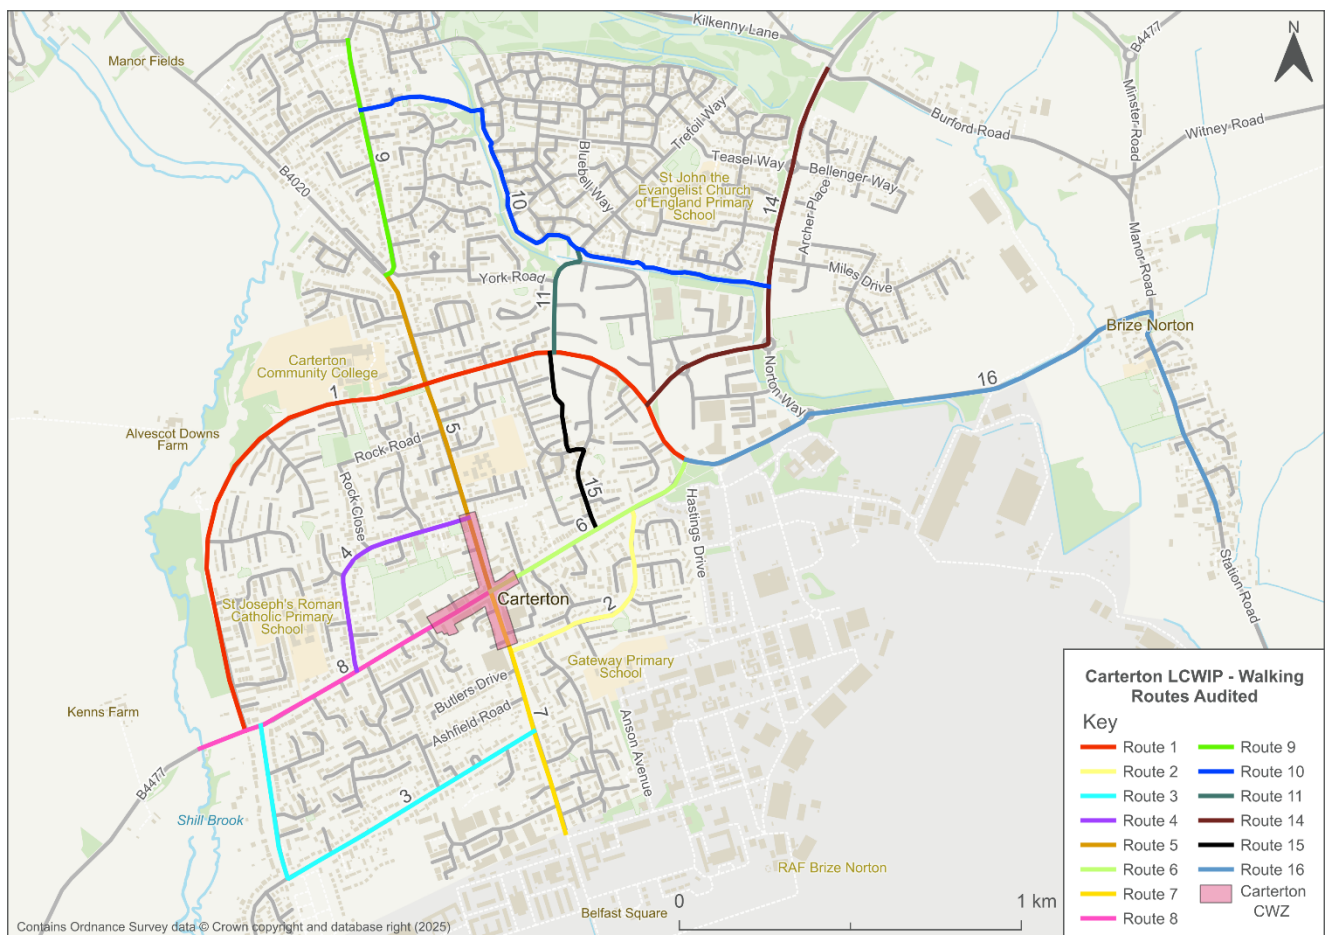 Kilkenny Lane
N
B4477
Manor Fields
Minster Road
Burford Road
Witney Road
Trefoil Way
9
B4020
Bluebell Way
Teasel Way
Bellenger Way
St John the
Evangelist Church
of England Primary
School
10
14
Archer Place
Manor Road
York Road
Miles Drive
11
Brize Norton
Carterton
Community College
1
Norton Way
16
Alvescot Downs
Farm
5
Rock Road
Rock Close
15
6
Hastings Drive
4
Station Road
Carterton
St Joseph's Roman
Catholic Primary
School
2
8
Gateway Primary
School
Butlers Drive
Kenns Farm
Ashfield Road
7
Anson Avenue
B4477
3
Shill Brook
RAF Brize Norton
Belfast Square
0
1 km
Contains Ordnance Survey data © Crown copyright and database right (2025)
Carterton LCWIP - Walking
Routes Audited
Key
Route 1
Route 2
Route 3
Route 4
Route 5
Route 6
Route 7
Route 8
Route 9
Route 10
Route 11
Route 14
Route 15
Route 16
Carterton
CWZ